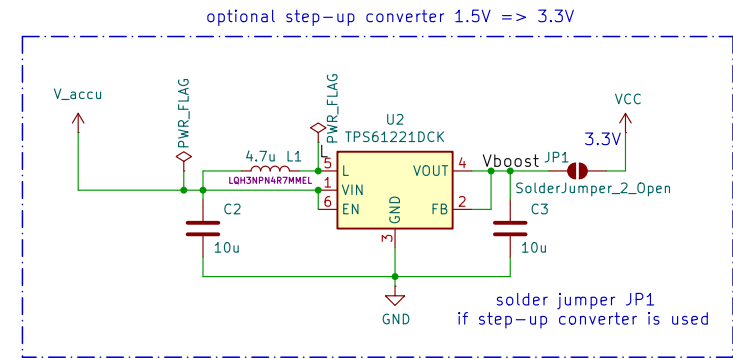 optional step-up converter 1.5V => 3.3V
V_accu
PWR_FLAG
PWR_FLAG
VCC
3.3V
U2
TPS61221DCK
4.7u L1
LQH3NPN4R7MMEL
L
5 L
1 VIN
6 EN
GND
3
VOUT 4
FB 2
Vboost
JP1
SolderJumper_2_Open
C2
10u
C3
10u
GND
solder jumper JP1
if step-up converter is used